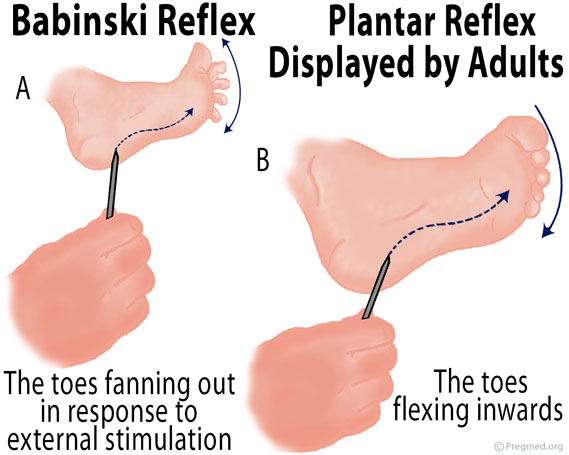 Babinski Reflex
A
The toes fanning out
in response to
external stimulation
Plantar Reflex
Displayed by Adults
B
The toes
flexing inwards
© Pregmed.org